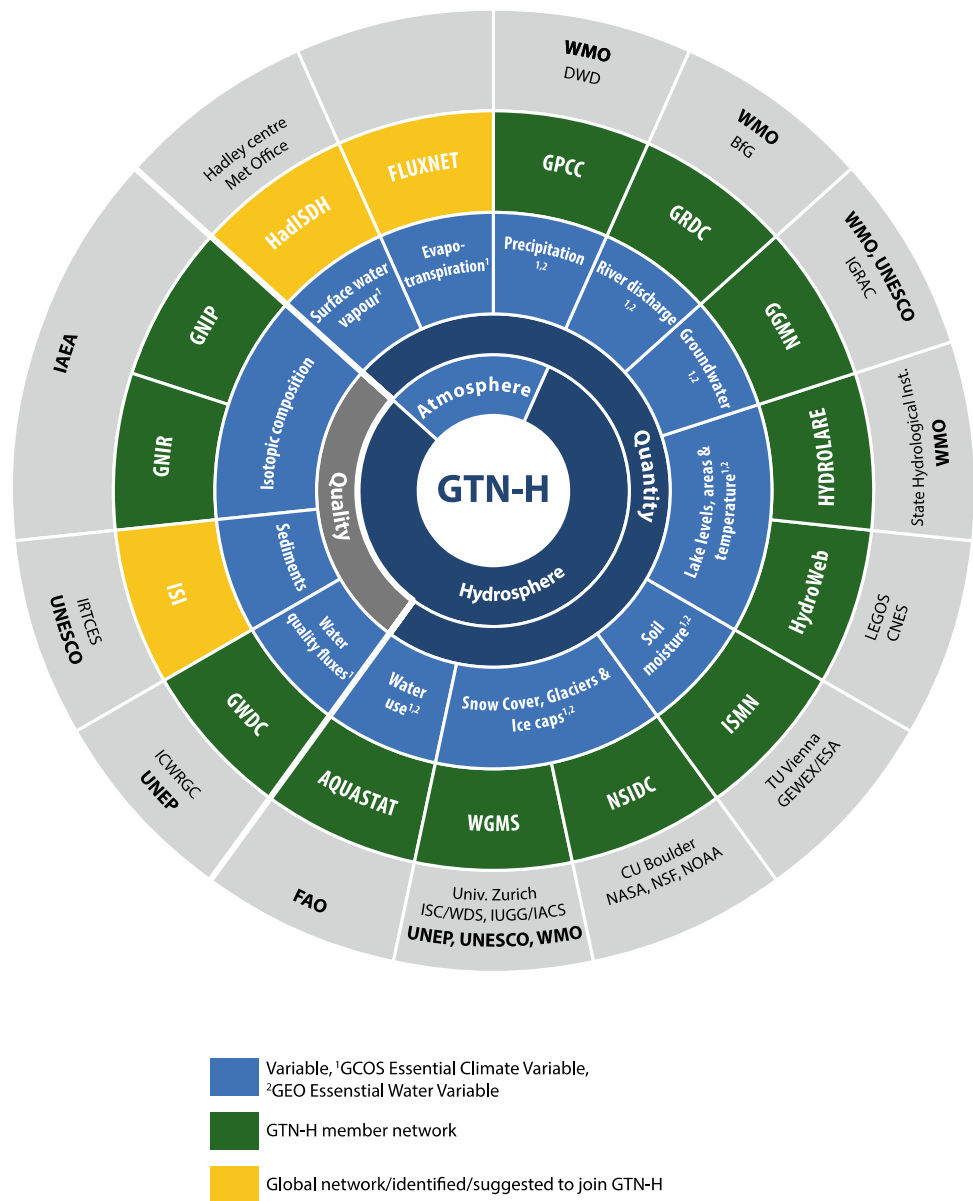 WMO
DWD
WMO
BfG
WMO, UNESCO
IGRAC
WMO
State Hydrological Inst.
LEGOS
CNES
TU Vienna
GEWEX/ESA
CU Boulder
NASA, NSF, NOAA
Univ. Zurich
ISC/WDS, IUGG/IACS
UNEP, UNESCO, WMO
FAO
ICWRGC
UNEP
IRTCES
UNESCO
IAEA
Hadley centre
Met Office
GPCC
GRDC
GGMN
HYDROLARE
HydroWeb
ISMN
NSIDC
WGMS
AQUASTAT
GWDC
ISI
GNIR
GNIP
HadISDH
FLUXNET
Precipitation
1,2
River discharge
1,2
Groundwater
1,2
Lake levels, areas &
temperature1,2
Soil
moisture1,2
Snow Cover, Glaciers &
Ice caps1,2
Water
use1,2
Water
quality fluxes1
Sediments
Isotopic composition
Surface water
vapour1
Evapo-
transpiration1
Quantity
Quality
Atmosphere
Hydrosphere
GTN-H
Variable, 1GCOS Essential Climate Variable,
2GEO Essenstial Water Variable
GTN-H member network
Global network/identified/suggested to join GTN-H